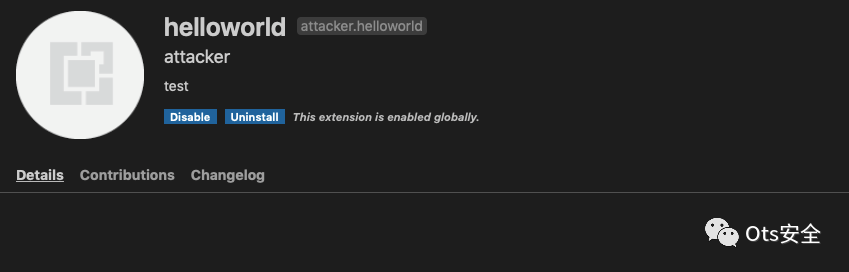 helloworld attacker.helloworld
attacker
test
Disable Uninstall This extension is enabled globally.
Details Contributions Changelog
Ots安全